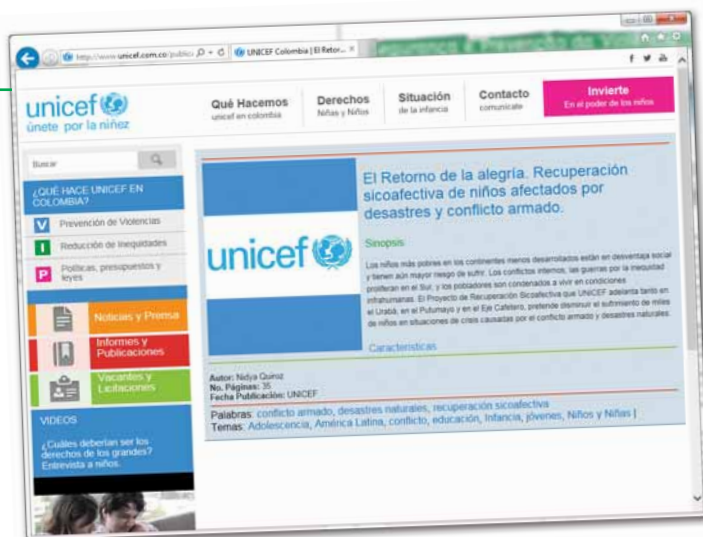 http://www.unicef.com.co/public
UNICEF Colombia | El Retor...
unicef
únete por la niñez
Qué Hacemos
unicef en colombia
Derechos
Niñas y Niños
Situación
de la infancia
Contacto
comunicate
Invierte
En el poder de los niños
Buscar
¿QUÉ HACE UNICEF EN
COLOMBIA?
V Prevención de Violencias
I Reducción de Inequidades
P Políticas, presupuestos y
leyes
Noticias y Prensa
Informes y
Publicaciones
Vacantes y
Licitaciones
VIDEOS
¿Cuáles deberían ser los
derechos de los grandes?
Entrevista a niños.
unicef
El Retorno de la alegría. Recuperación
sicoafectiva de niños afectados por
desastres y conflicto armado.
Sinopsis
Los niños más pobres en los continentes menos desarrollados están en desventaja social
y tienen aún mayor riesgo de sufrir. Los conflictos internos, las guerras por la inequidad
proliferan en el Sur, y los pobladores son condenados a vivir en condiciones
infrahumanas. El Proyecto de Recuperación Sicoafectiva que UNICEF adelanta tanto en
el Urabá, en el Putumayo y en el Eje Cafetero, pretende disminuir el sufrimiento de miles
de niños en situaciones de crisis causadas por el conflicto armado y desastres naturales.
Características
Autor: Nidya Quiroz
No. Páginas: 35
Fecha Publicación: UNICEF
Palabras: conflicto armado, desastres naturales, recuperación sicoafectiva
Temas: Adolescencia, América Latina, conflicto, educación, Infancia, jóvenes, Niños y Niñas |